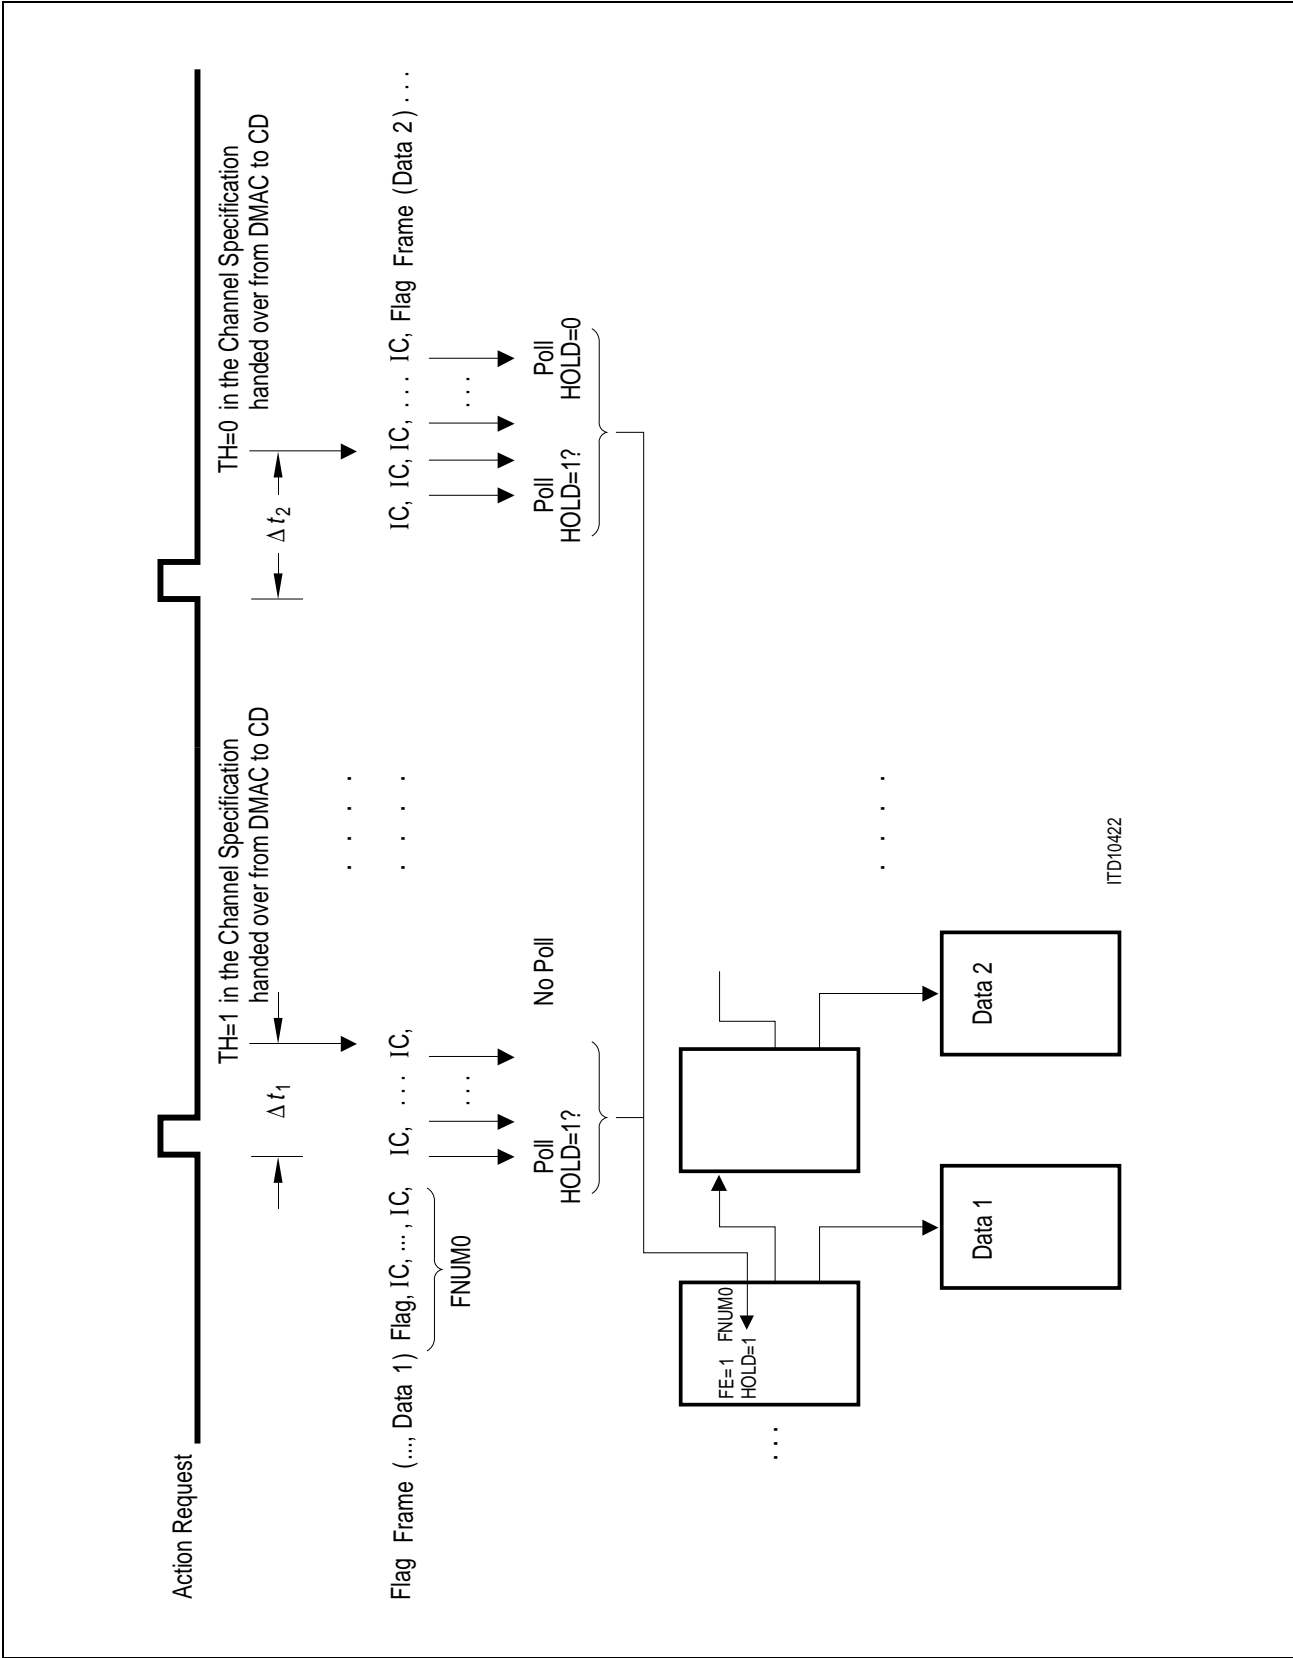 Action Request
TH=1 in the Channel Specification
handed over from DMAC to CD
TH=0 in the Channel Specification
handed over from DMAC to CD
Δ t1
Δ t2
. . . .
Flag Frame (..., Data 1) Flag, IC, ... , IC, IC, . . . IC, . . . . IC, IC, IC, . . . IC, Flag Frame (Data 2) . . .
FNUM0
. . .
. . .
Poll
HOLD=1?
No Poll
Poll
HOLD=1?
Poll
HOLD=0
. . .
FE=1 FNUM0
HOLD=1
. . . .
Data 1
Data 2
ITD10422